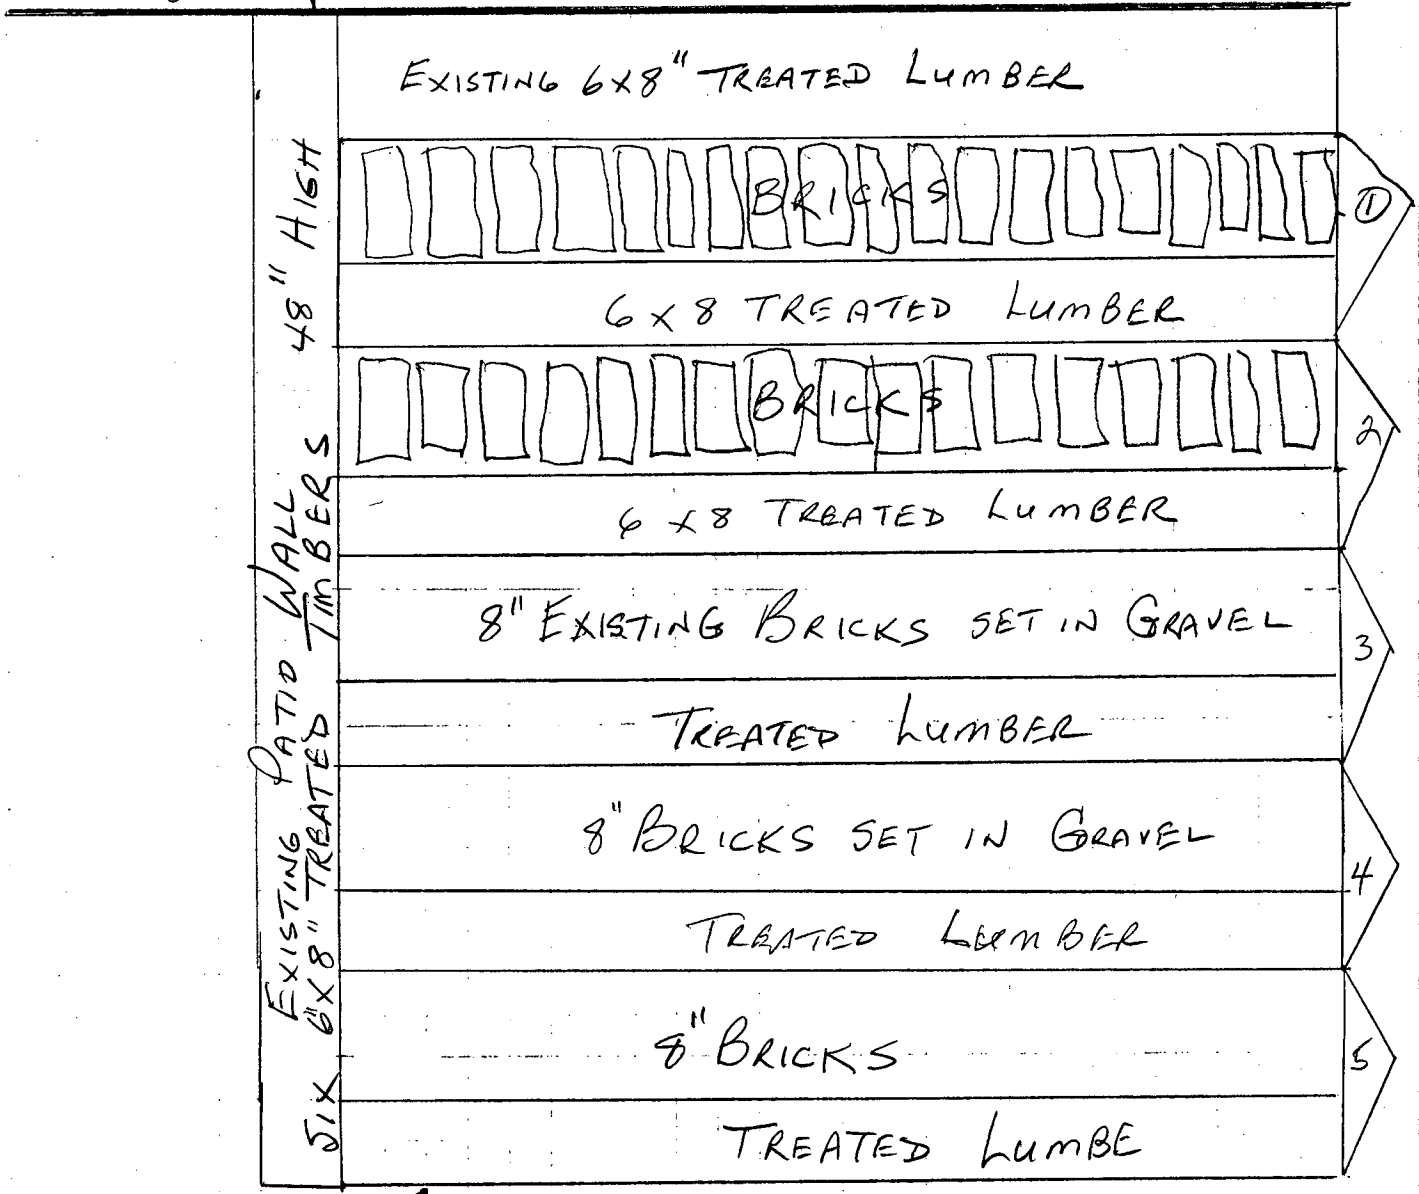 EXISTING 6X8" TREATED LUMBER
BRICKS
1
6 X 8 TREATED LUMBER
BRICKS
2
6 X 8 TREATED LUMBER
8" EXISTING BRICKS SET IN GRAVEL
3
TREATED LUMBER
8" BRICKS SET IN GRAVEL
4
TREATED LUMBER
8" BRICKS
5
TREATED LUMBE
EXISTING PATIO WALL 48" HIGH
SIX 6"X8" TREATED TIMBERS